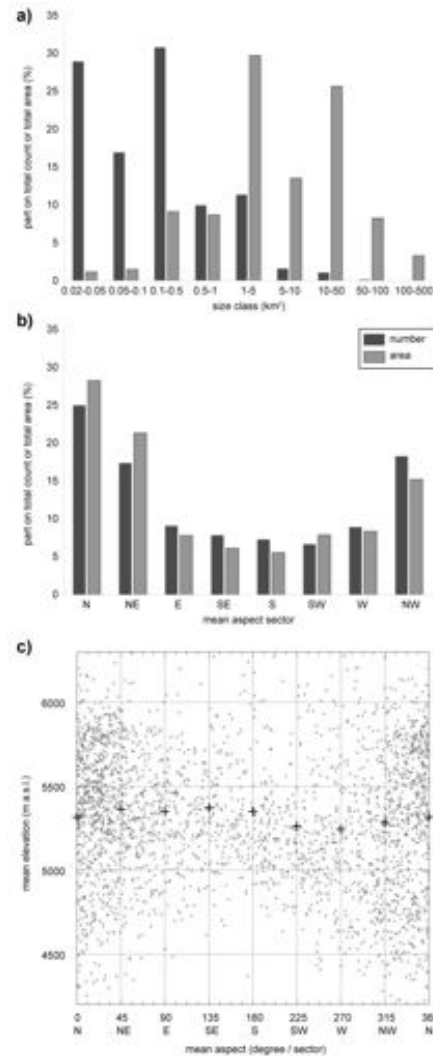 a)
part on total count or total area (%)
35
30
25
20
15
10
5
0
0.02-0.05 0.05-0.1 0.1-0.5 0.5-1 1-5 5-10 10-50 50-100 100-500
size class (km²)
b)
number
area
part on total count or total area (%)
35
30
25
20
15
10
5
0
N NE E SE S SW W NW
mean aspect sector
c)
mean elevation (m a.s.l.)
6000
5500
5000
4500
0 45 90 135 180 225 270 315 36
N NE E SE S SW W NW N
mean aspect (degree / sector)